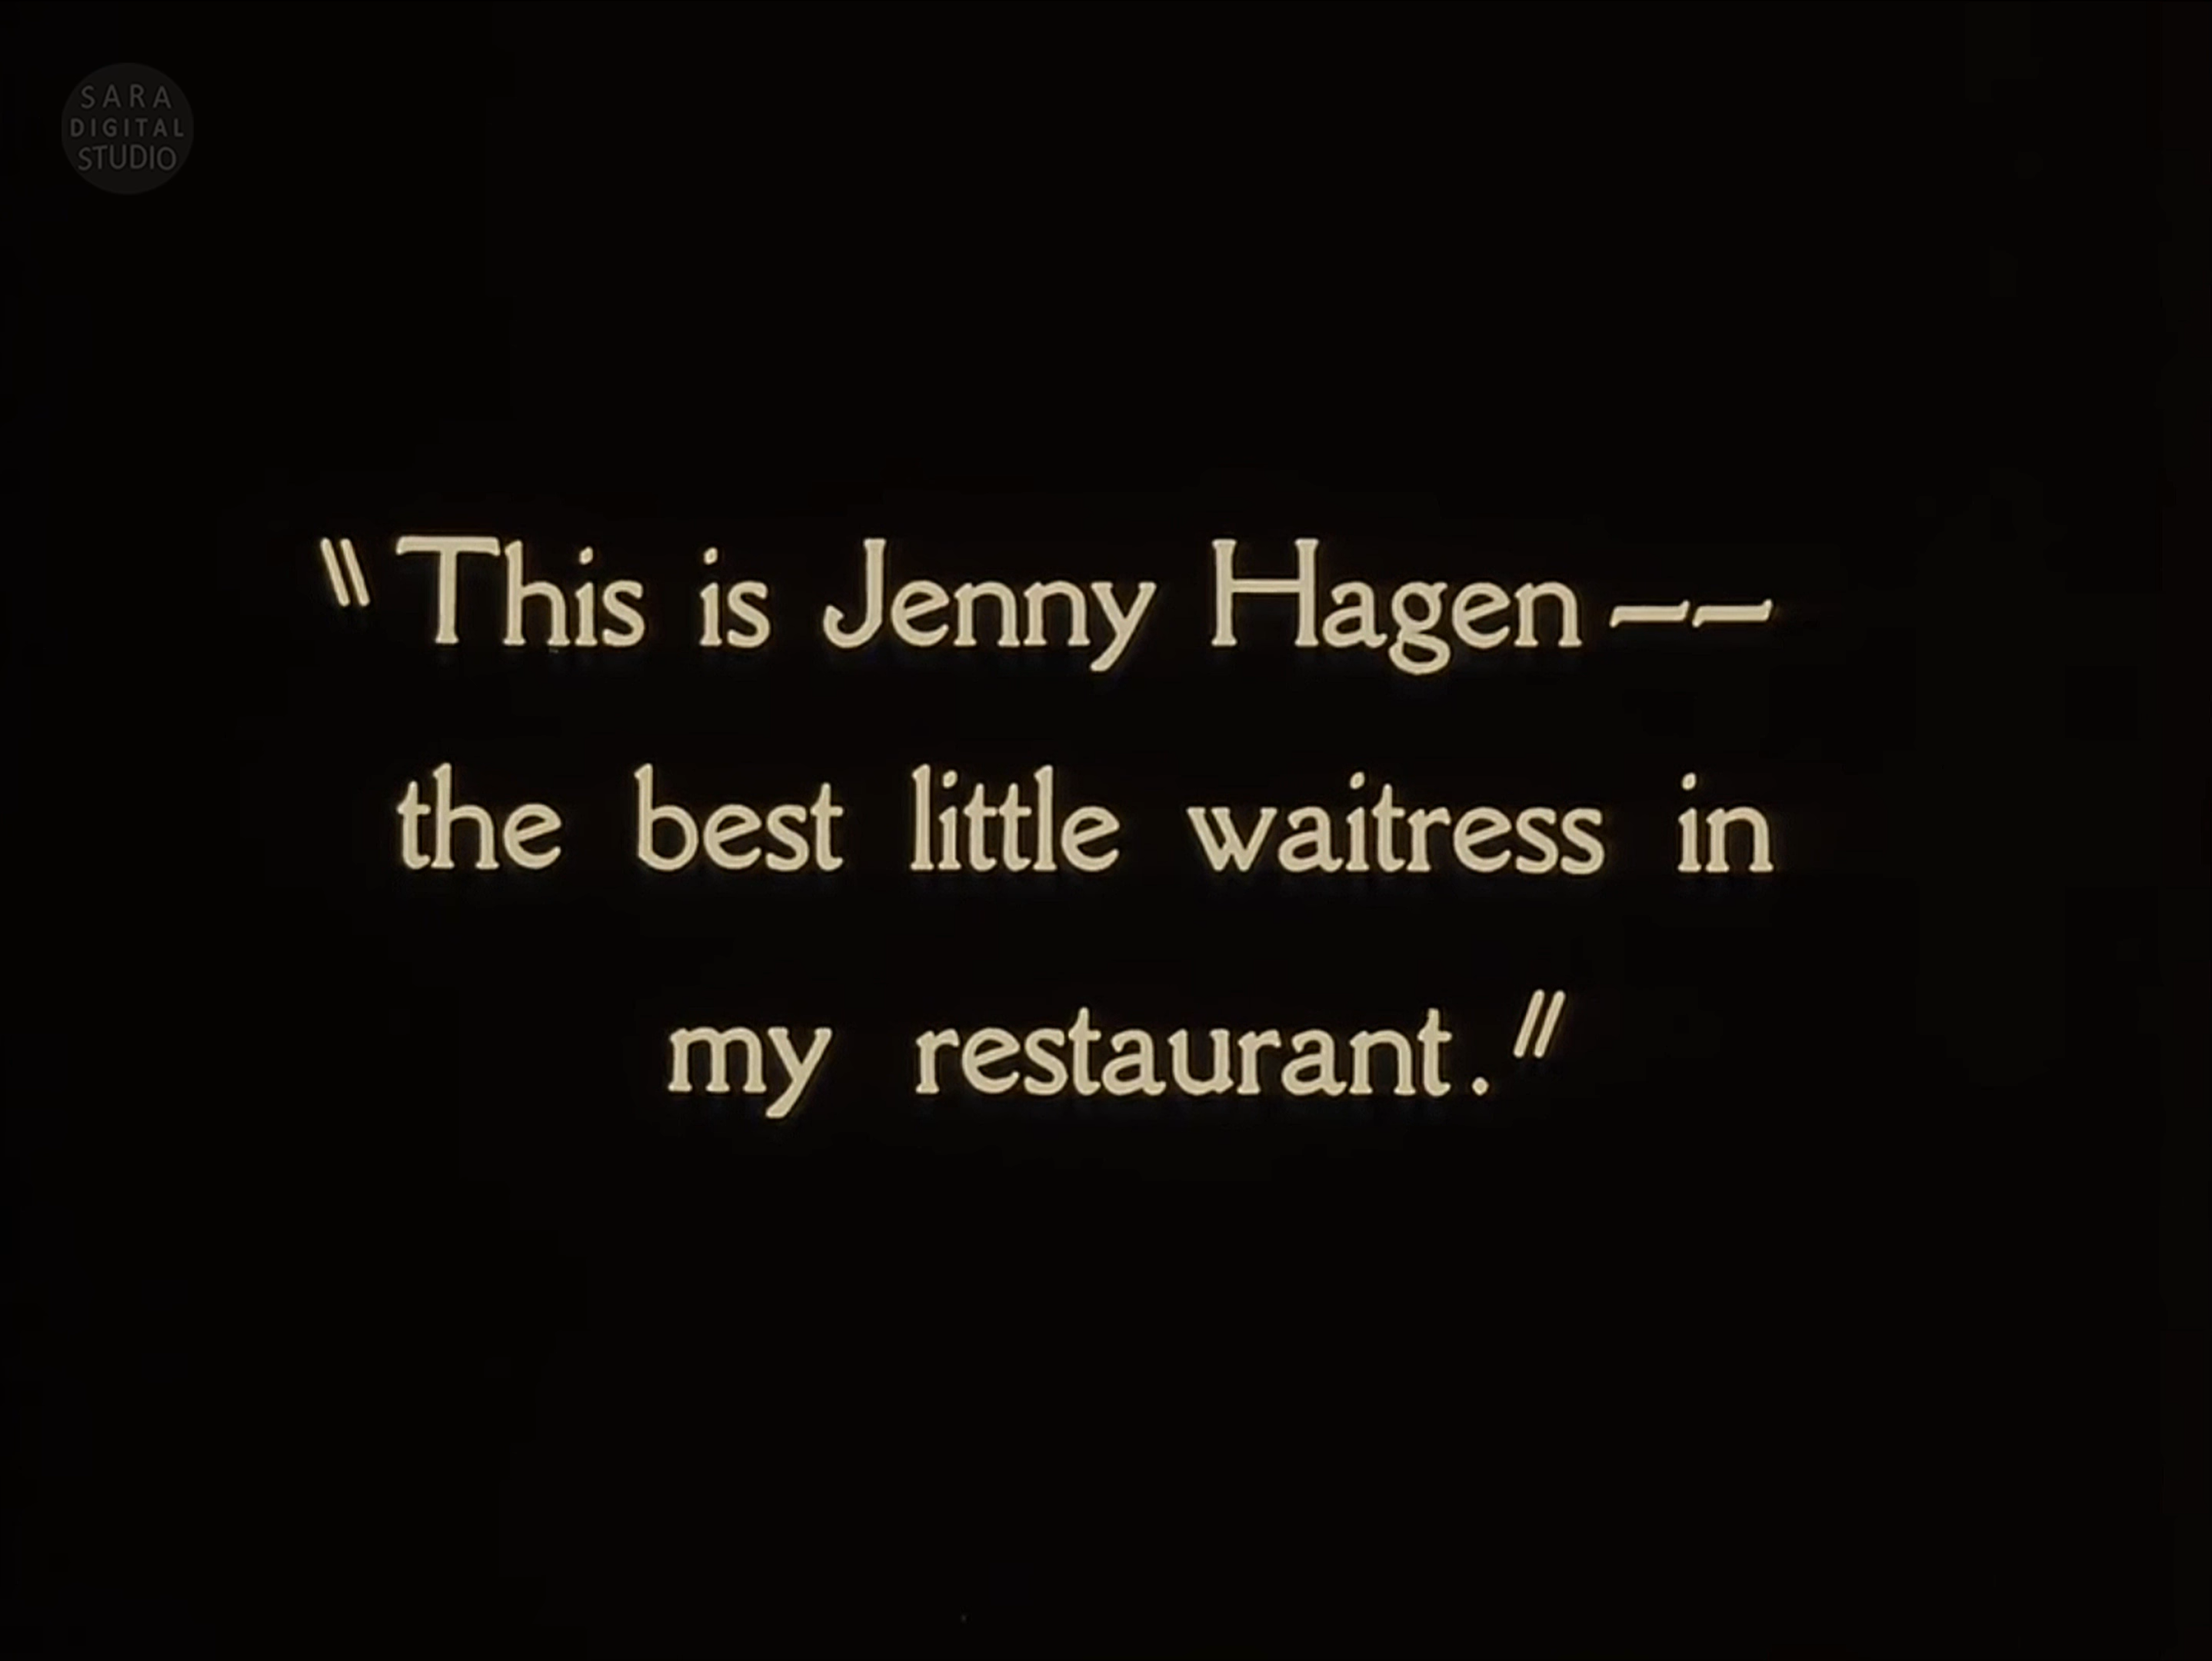 SARA
DIGITAL
STUDIO
"This is Jenny Hagen——
the best little waitress in
my restaurant."